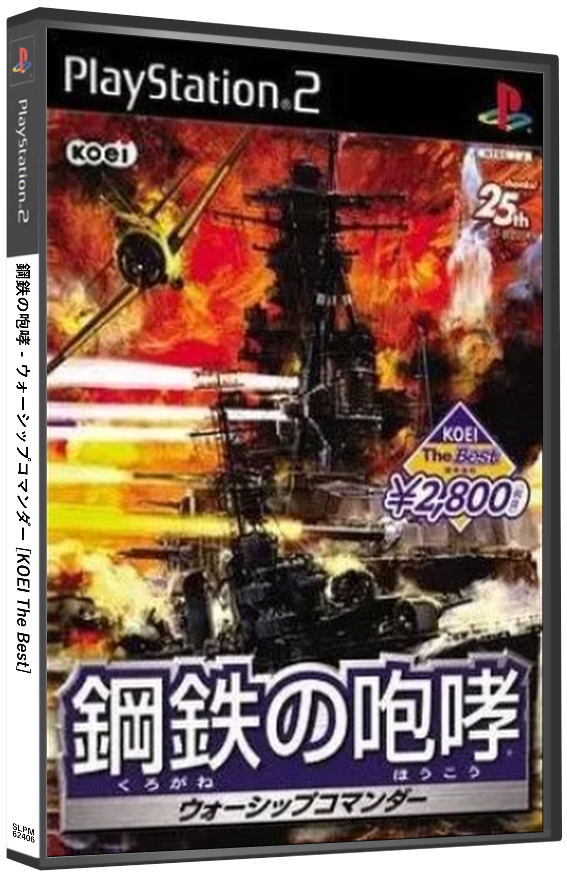 PlayStation.2
鋼鉄の咆哮 - ウォーシップコマンダー [KOEI The Best]
SLPM
62406
PlayStation®2
KOEI
NTSC J
thanks!
25th
KOEI
The Best
¥2,800
鋼鉄の咆哮
くろがね ほうこう
ウォーシップコマンダー